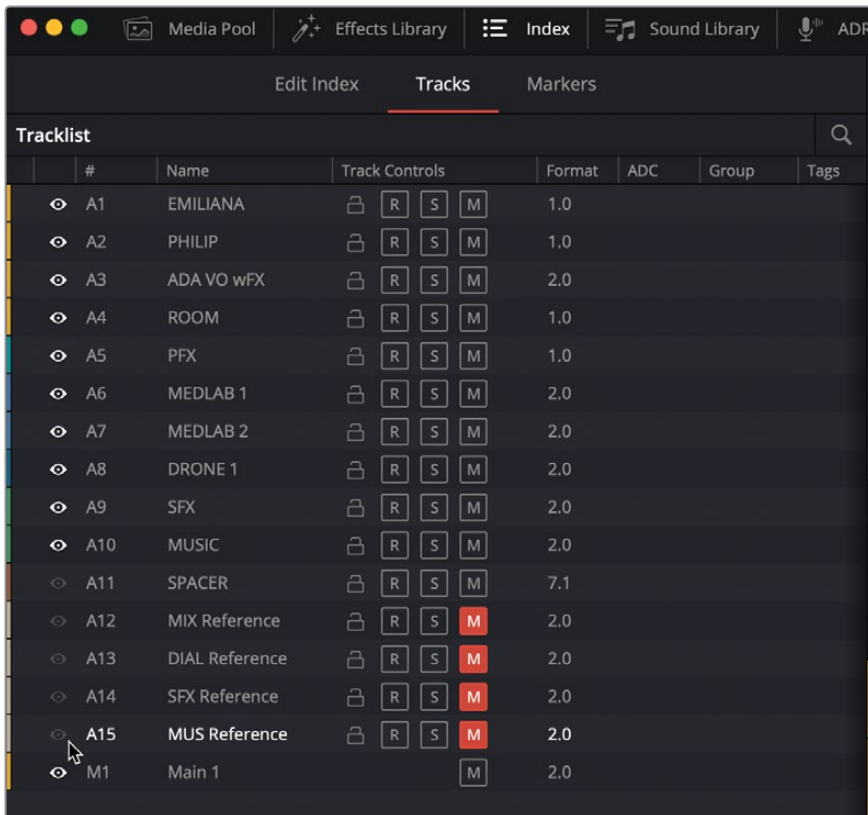 Media Pool Effects Library Index Sound Library ADR
Edit Index Tracks Markers
Tracklist
# Name Track Controls Format ADC Group Tags
A1 EMILIANA R S M 1.0
A2 PHILIP R S M 1.0
A3 ADA VO wFX R S M 2.0
A4 ROOM R S M 1.0
A5 PFX R S M 1.0
A6 MEDLAB 1 R S M 2.0
A7 MEDLAB 2 R S M 2.0
A8 DRONE 1 R S M 2.0
A9 SFX R S M 2.0
A10 MUSIC R S M 2.0
A11 SPACER R S M 7.1
A12 MIX Reference R S M 2.0
A13 DIAL Reference R S M 2.0
A14 SFX Reference R S M 2.0
A15 MUS Reference R S M 2.0
M1 Main 1 M 2.0